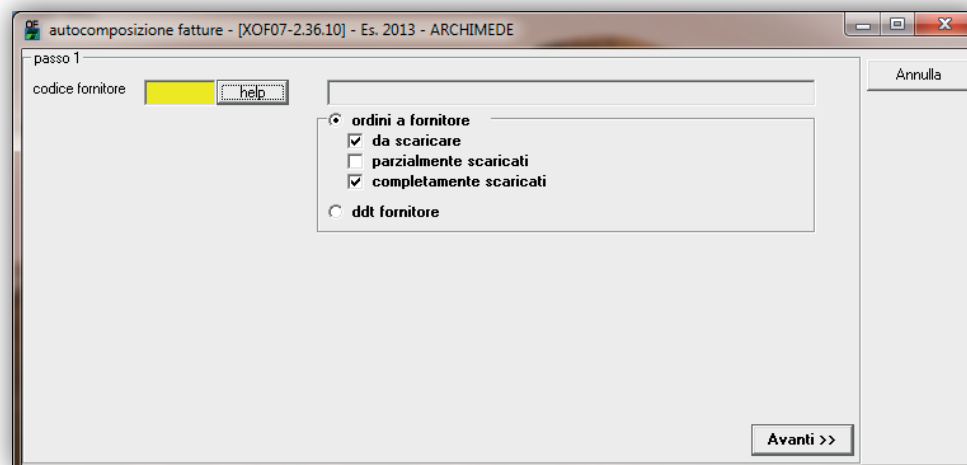 OF
autocomposizione fatture - [XOF07-2.36.10] - Es. 2013 - ARCHIMEDE
passo 1
Annulla
codice fornitore help
ordini a fornitore
da scaricare
parzialmente scaricati
completamente scaricati
ddt fornitore
Avanti >>